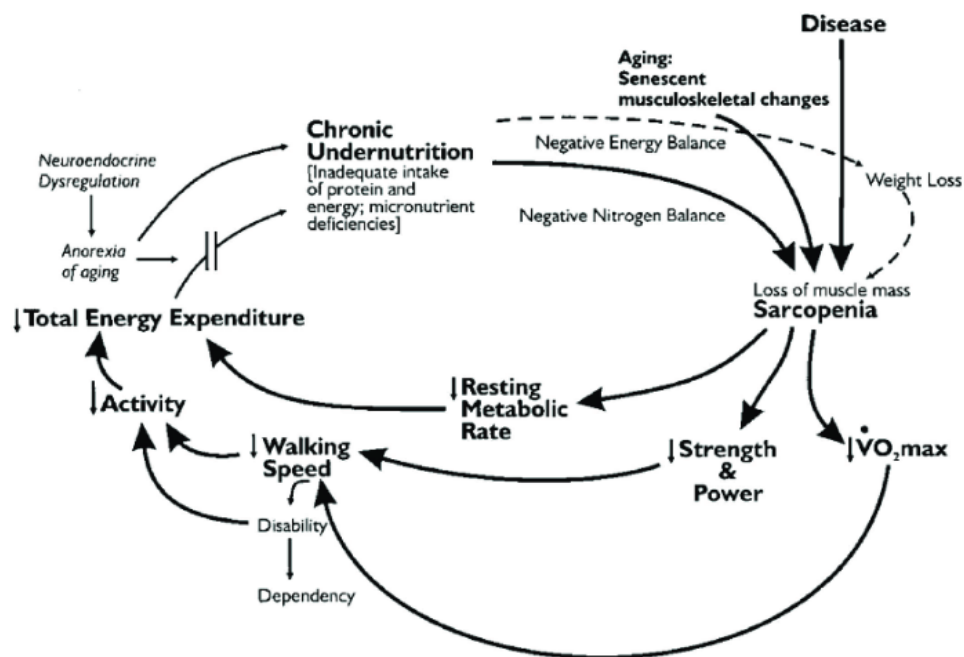 Disease
Aging:
Senescent
musculoskeletal changes
Chronic
Undernutrition
[Inadequate intake
of protein and
energy; micronutrient
deficiencies]
Negative Energy Balance
Neuroendocrine
Dysregulation
Weight Loss
Negative Nitrogen Balance
Anorexia
of aging
Loss of muscle mass
Sarcopenia
↓Total Energy Expenditure
↓Resting
Metabolic
Rate
↓Activity
↓Walking
Speed
↓Strength
&
Power
↓V̇O₂max
Disability
Dependency